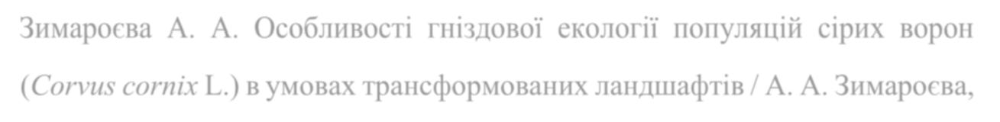 Зимароєва А. А. Особливості гніздової екології популяцій сірих ворон
(Corvus cornix L.) в умовах трансформованих ландшафтів / А. А. Зимароєва,